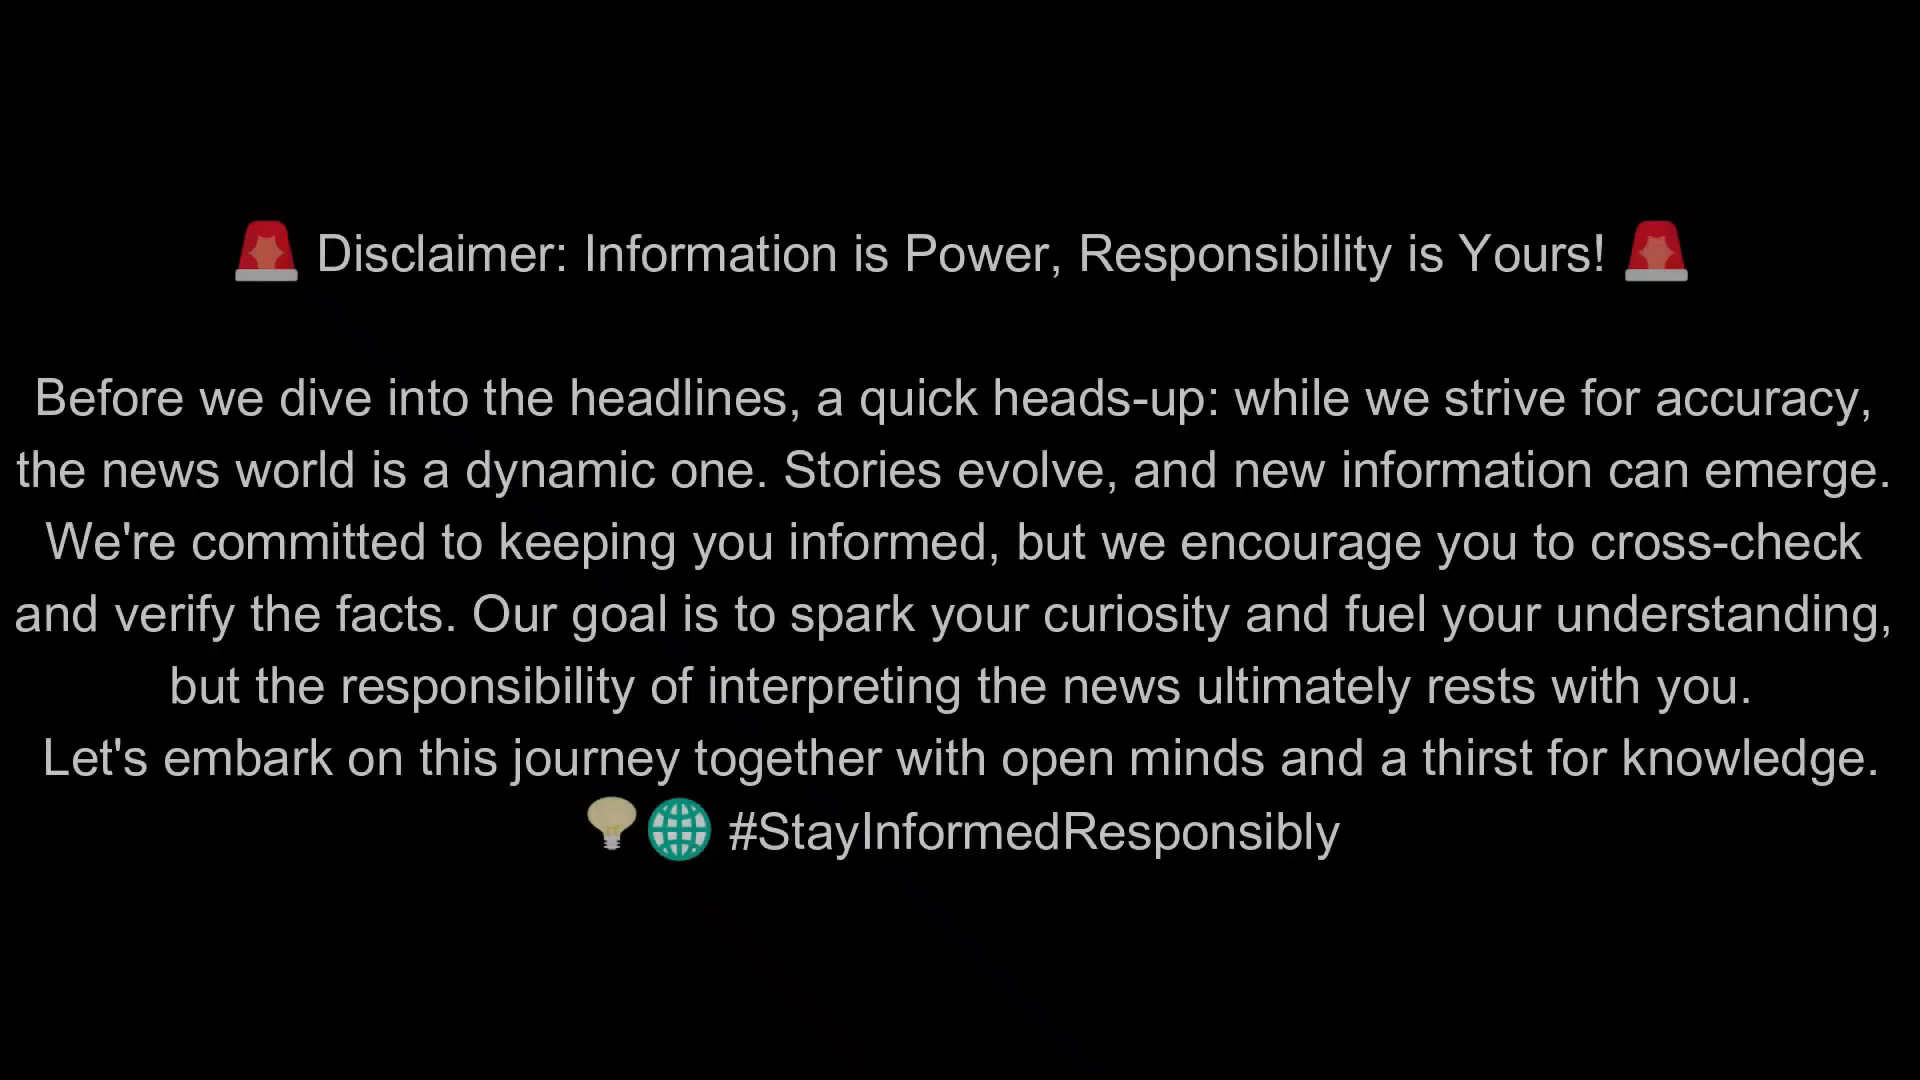 🚨 Disclaimer: Information is Power, Responsibility is Yours! 🚨
Before we dive into the headlines, a quick heads-up: while we strive for accuracy,
the news world is a dynamic one. Stories evolve, and new information can emerge.
We're committed to keeping you informed, but we encourage you to cross-check
and verify the facts. Our goal is to spark your curiosity and fuel your understanding,
but the responsibility of interpreting the news ultimately rests with you.
Let's embark on this journey together with open minds and a thirst for knowledge.
💡🌐 #StayInformedResponsibly